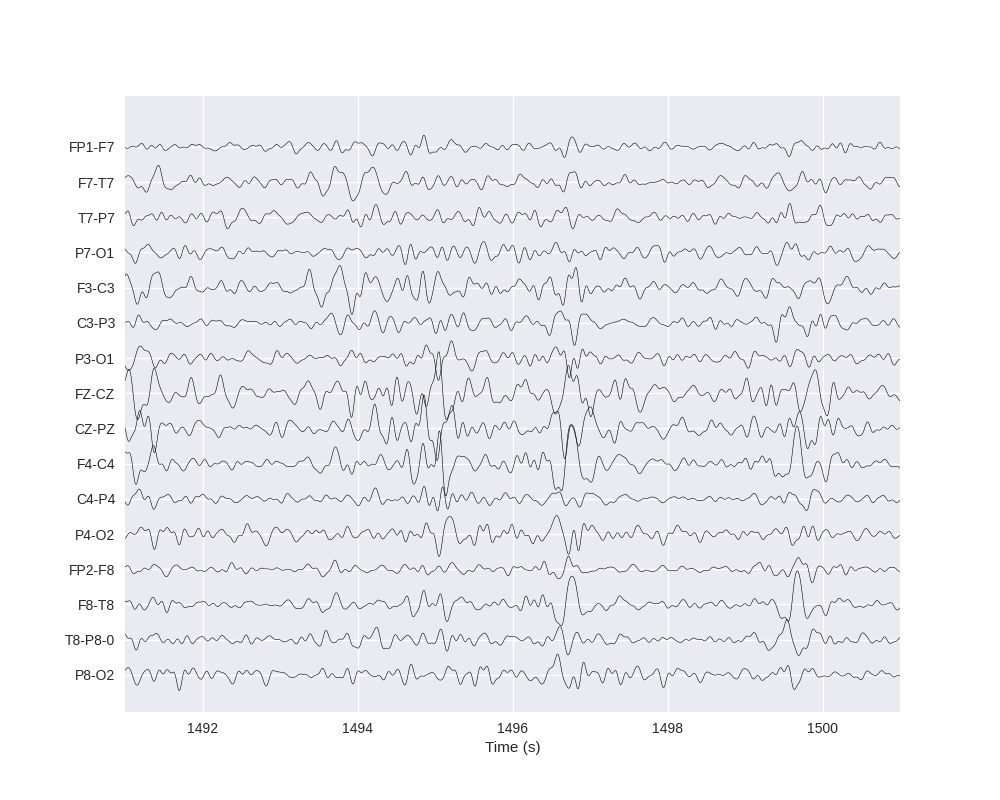 FP1-F7
F7-T7
T7-P7
P7-O1
F3-C3
C3-P3
P3-O1
FZ-CZ
CZ-PZ
F4-C4
C4-P4
P4-O2
FP2-F8
F8-T8
T8-P8-0
P8-O2
1492 1494 1496 1498 1500
Time (s)